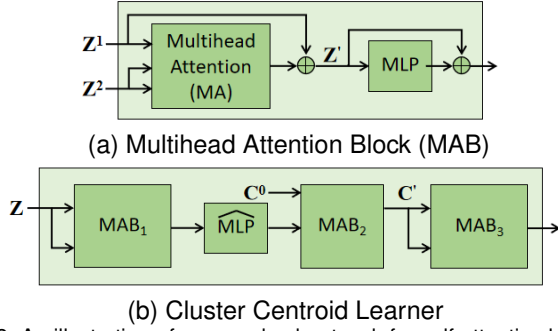 Z¹
Z²
Multihead
Attention
(MA)
Z'
MLP
(a) Multihead Attention Block (MAB)
Z
MAB₁
MLP
C⁰
MAB₂
C'
MAB₃
(b) Cluster Centroid Learner